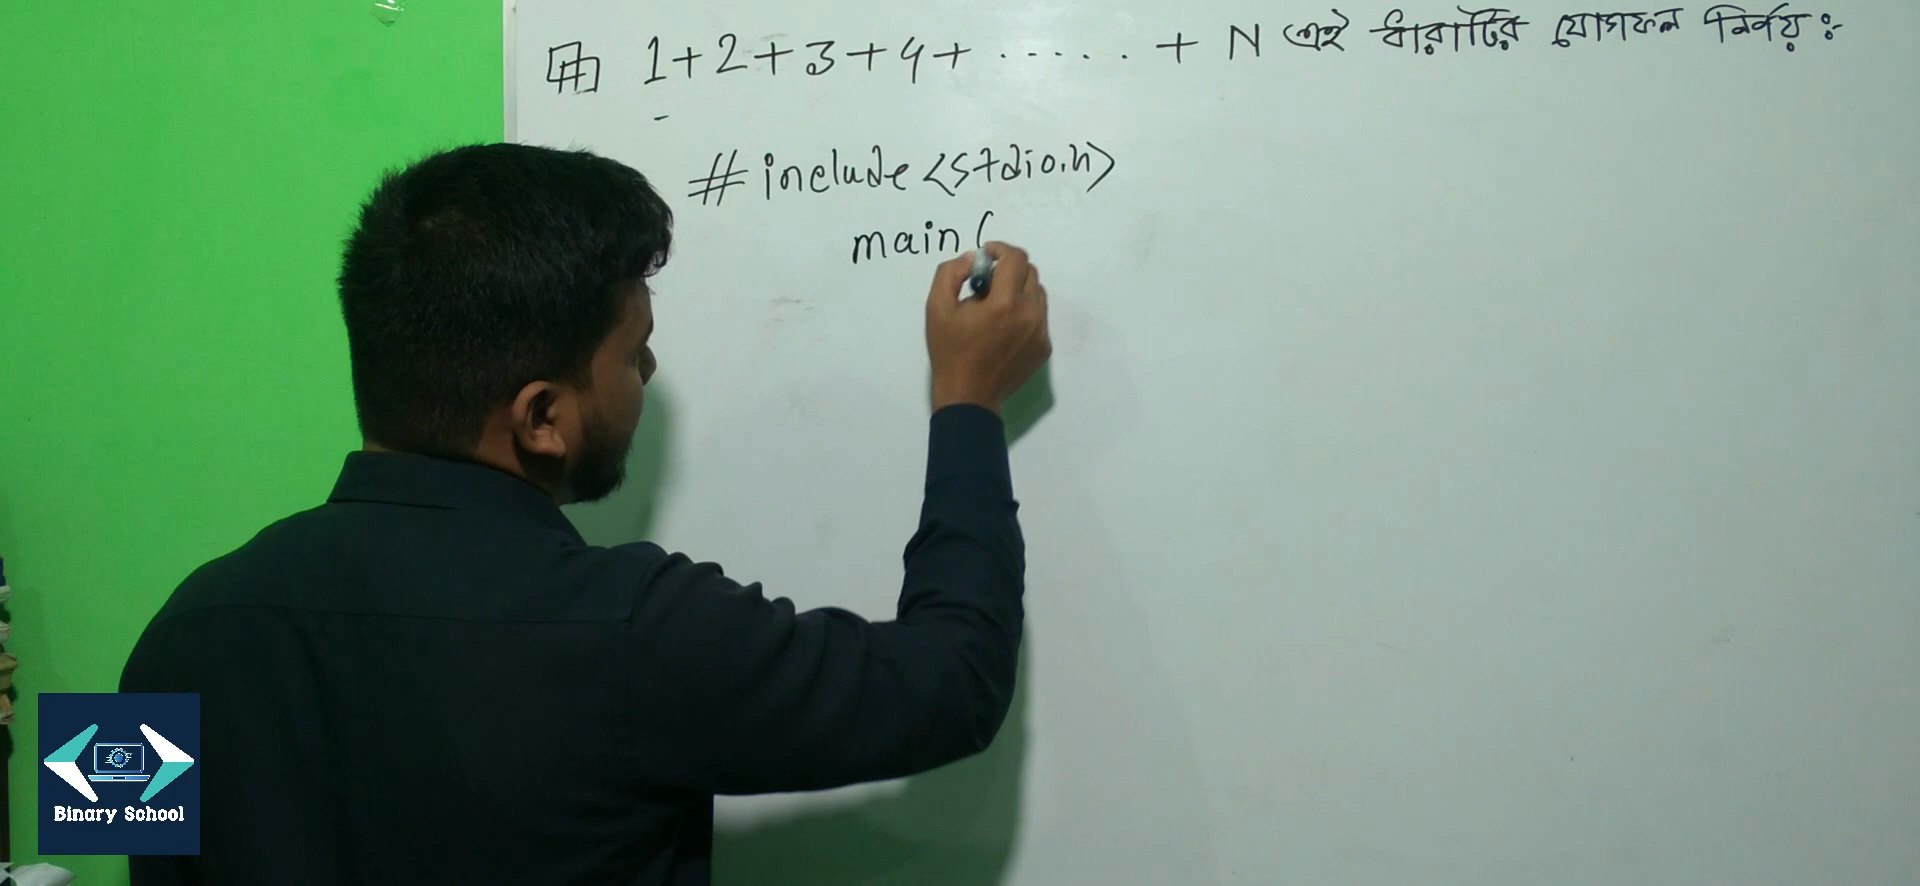 1+2+3+4+ ...... + N এই ধারাটির যোগফল নির্ণয়ঃ
#include<stdio.h>
main(
Binary School